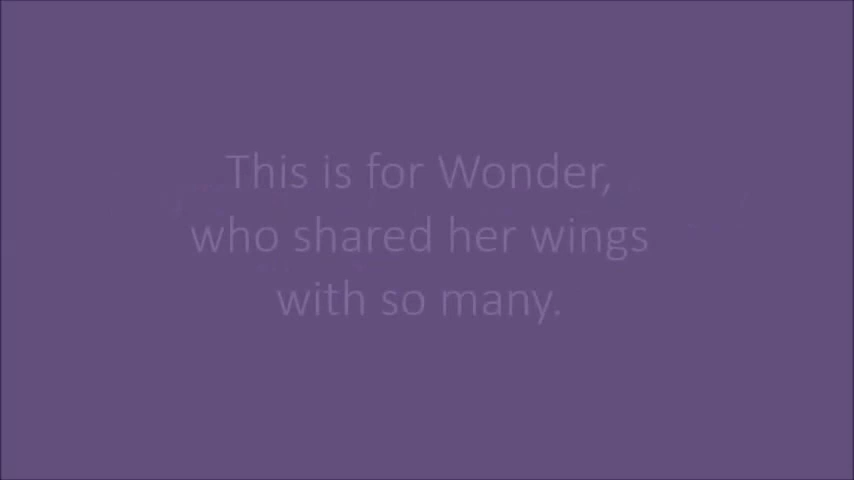 This is for Wonder,
who shared her wings
with so many.